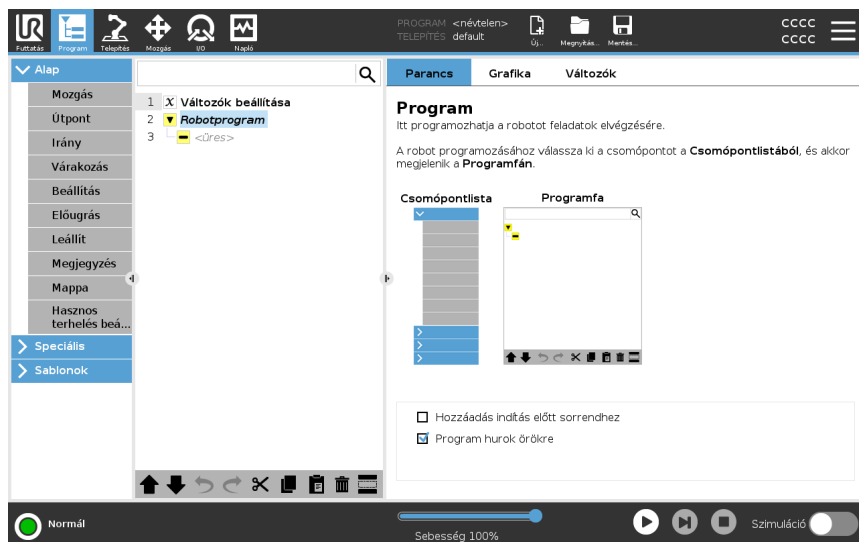 UR
Futtatás
Program
Telepítés
Mozgás
I/O
Napló
PROGRAM <névtelen>
TELEPÍTÉS default
Új...
Megnyitás...
Mentés...
CCCC
CCCC
Alap
Mozgás
Útpont
Irány
Várakozás
Beállítás
Előugrás
Leállít
Megjegyzés
Mappa
Hasznos
terhelés beá...
Speciális
Sablonok
1 X Változók beállítása
2 Robotprogram
3 <üres>
Parancs Grafika Változók
Program
Itt programozhatja a robotot feladatok elvégzésére.
A robot programozásához válassza ki a csomópontot a Csomópontlistából, és akkor
megjelenik a Programfán.
Csomópontlista
Programfa
Hozzáadás indítás előtt sorrendhez
Program hurok örökre
Normál
Sebesség 100%
Szimuláció